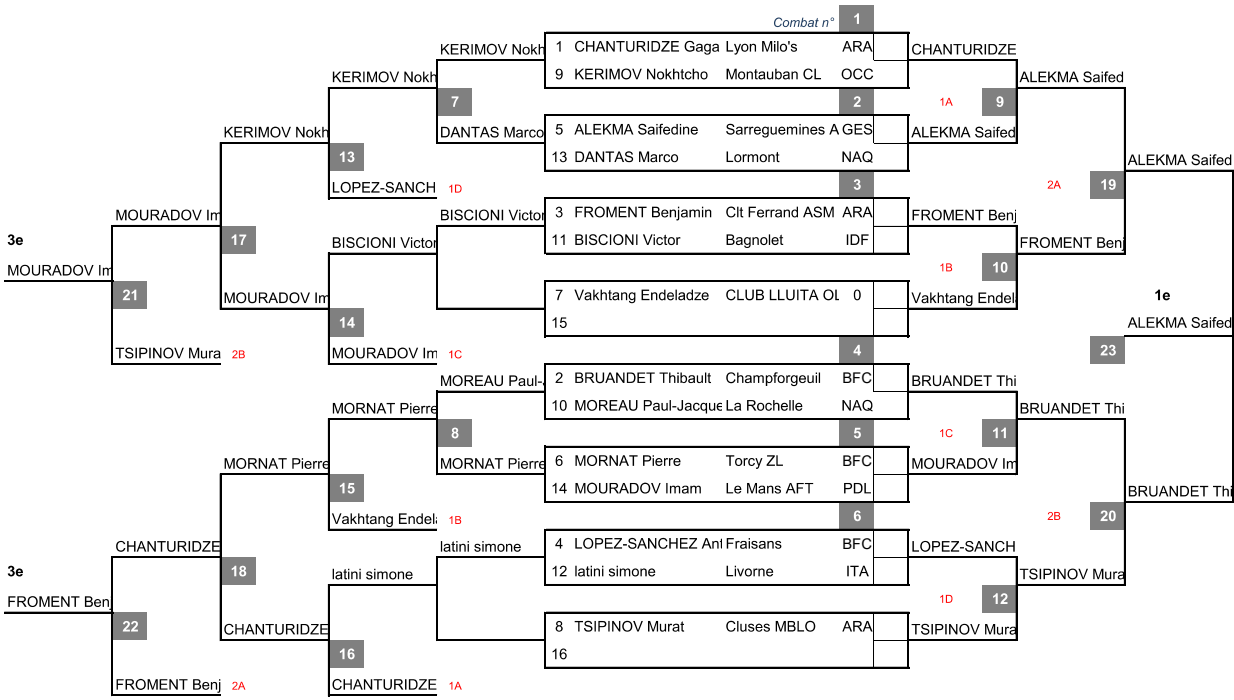 Combat n° 1
KERIMOV Nokh 1 CHANTURIDZE Gaga Lyon Milo's ARA CHANTURIDZE
KERIMOV Nokh 9 KERIMOV Nokhtcho Montauban CL OCC ALEKMA Saifed
7 2 1A 9
KERIMOV Nokh DANTAS Marco 5 ALEKMA Saifedine Sarreguemines A GES ALEKMA Saifed
13 13 DANTAS Marco Lormont NAQ ALEKMA Saifed
LOPEZ-SANCH 1D 3 2A 19
MOURADOV Im BISCIONI Victor 3 FROMENT Benjamin Clt Ferrand ASM ARA FROMENT Benj
3e 17 BISCIONI Victor 11 BISCIONI Victor Bagnolet IDF FROMENT Benj
MOURADOV Im 1B 10
21 MOURADOV Im 7 Vakhtang Endeladze CLUB LLUITA OL 0 Vakhtang Endel 1e
14 15 ALEKMA Saifed
TSIPINOV Mura 2B MOURADOV Im 1C 4 23
MOREAU Paul-J 2 BRUANDET Thibault Champforgeuil BFC BRUANDET Thi
MORNAT Pierre 10 MOREAU Paul-Jacque La Rochelle NAQ BRUANDET Thi
8 5 1C 11
MORNAT Pierre MORNAT Pierre 6 MORNAT Pierre Torcy ZL BFC MOURADOV Im
15 14 MOURADOV Imam Le Mans AFT PDL BRUANDET Thi
Vakhtang Endela 1B 6 2B 20
CHANTURIDZE latini simone 4 LOPEZ-SANCHEZ Ant Fraisans BFC LOPEZ-SANCH
3e 18 latini simone 12 latini simone Livorne ITA TSIPINOV Mura
FROMENT Benj 1D 12
22 CHANTURIDZE 8 TSIPINOV Murat Cluses MBLO ARA TSIPINOV Mura
16 16
FROMENT Benj 2A CHANTURIDZE 1A